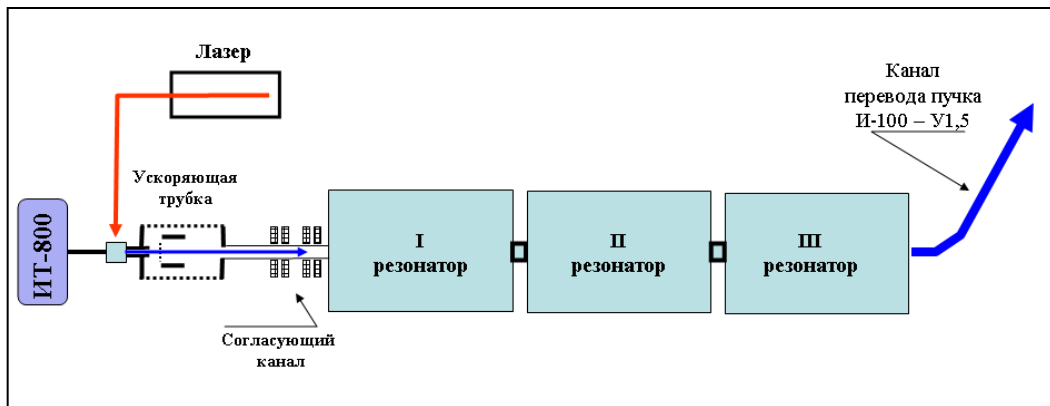 Лазер
Канал
перевода пучка
И-100 – У1,5
Ускоряющая
трубка
ИТ-800
I
резонатор
II
резонатор
III
резонатор
Согласующий
канал